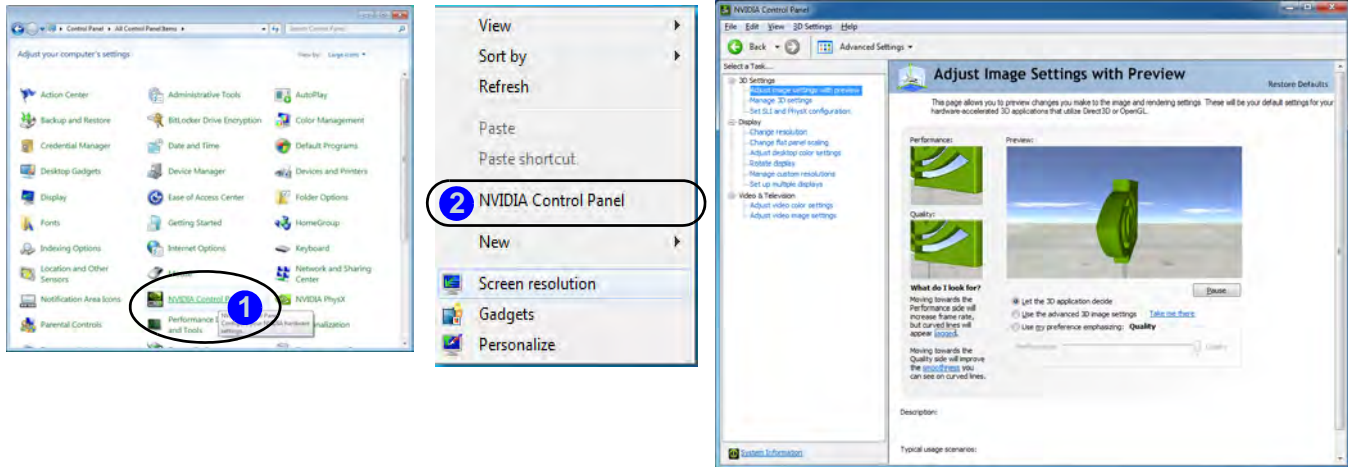 Control Panel ▸ All Control Panel Items ▸
Search Control Panel
Adjust your computer's settings
View by: Large icons
Action Center
Administrative Tools
AutoPlay
Backup and Restore
BitLocker Drive Encryption
Color Management
Credential Manager
Date and Time
Default Programs
Desktop Gadgets
Device Manager
Devices and Printers
Display
Ease of Access Center
Folder Options
Fonts
Getting Started
HomeGroup
Indexing Options
Internet Options
Keyboard
Location and Other
Sensors
Network and Sharing
Center
Notification Area Icons
NVIDIA Control
1
NVIDIA PhysX
Parental Controls
Performance
and Tools
View
Sort by
Refresh
Paste
Paste shortcut
2
NVIDIA Control Panel
New
Screen resolution
Gadgets
Personalize
NVIDIA Control Panel
File Edit View 3D Settings Help
Back
Advanced Settings
Select a Task...
3D Settings
Adjust image settings with preview
Manage 3D settings
Set SLI and PhysX configuration
Display
Change resolution
Change flat panel scaling
Adjust desktop color settings
Rotate display
Manage custom resolutions
Set up multiple displays
Video & Television
Adjust video color settings
Adjust video image settings
System Information
Adjust Image Settings with Preview
Restore Defaults
This page allows you to preview changes you make to the image and rendering settings. These will be your default settings for your
hardware-accelerated 3D applications that utilize Direct3D or OpenGL.
Performance:
Preview:
Quality:
What do I look for?
Moving towards the
Performance side will
increase frame rate,
but curved lines will
appear jagged.
Moving towards the
Quality side will improve
the smoothness you
can see on curved lines.
Pause
Let the 3D application decide
Use the advanced 3D image settings Take me there
Use my preference emphasizing: Quality
Performance
Quality
Description:
Typical usage scenarios: